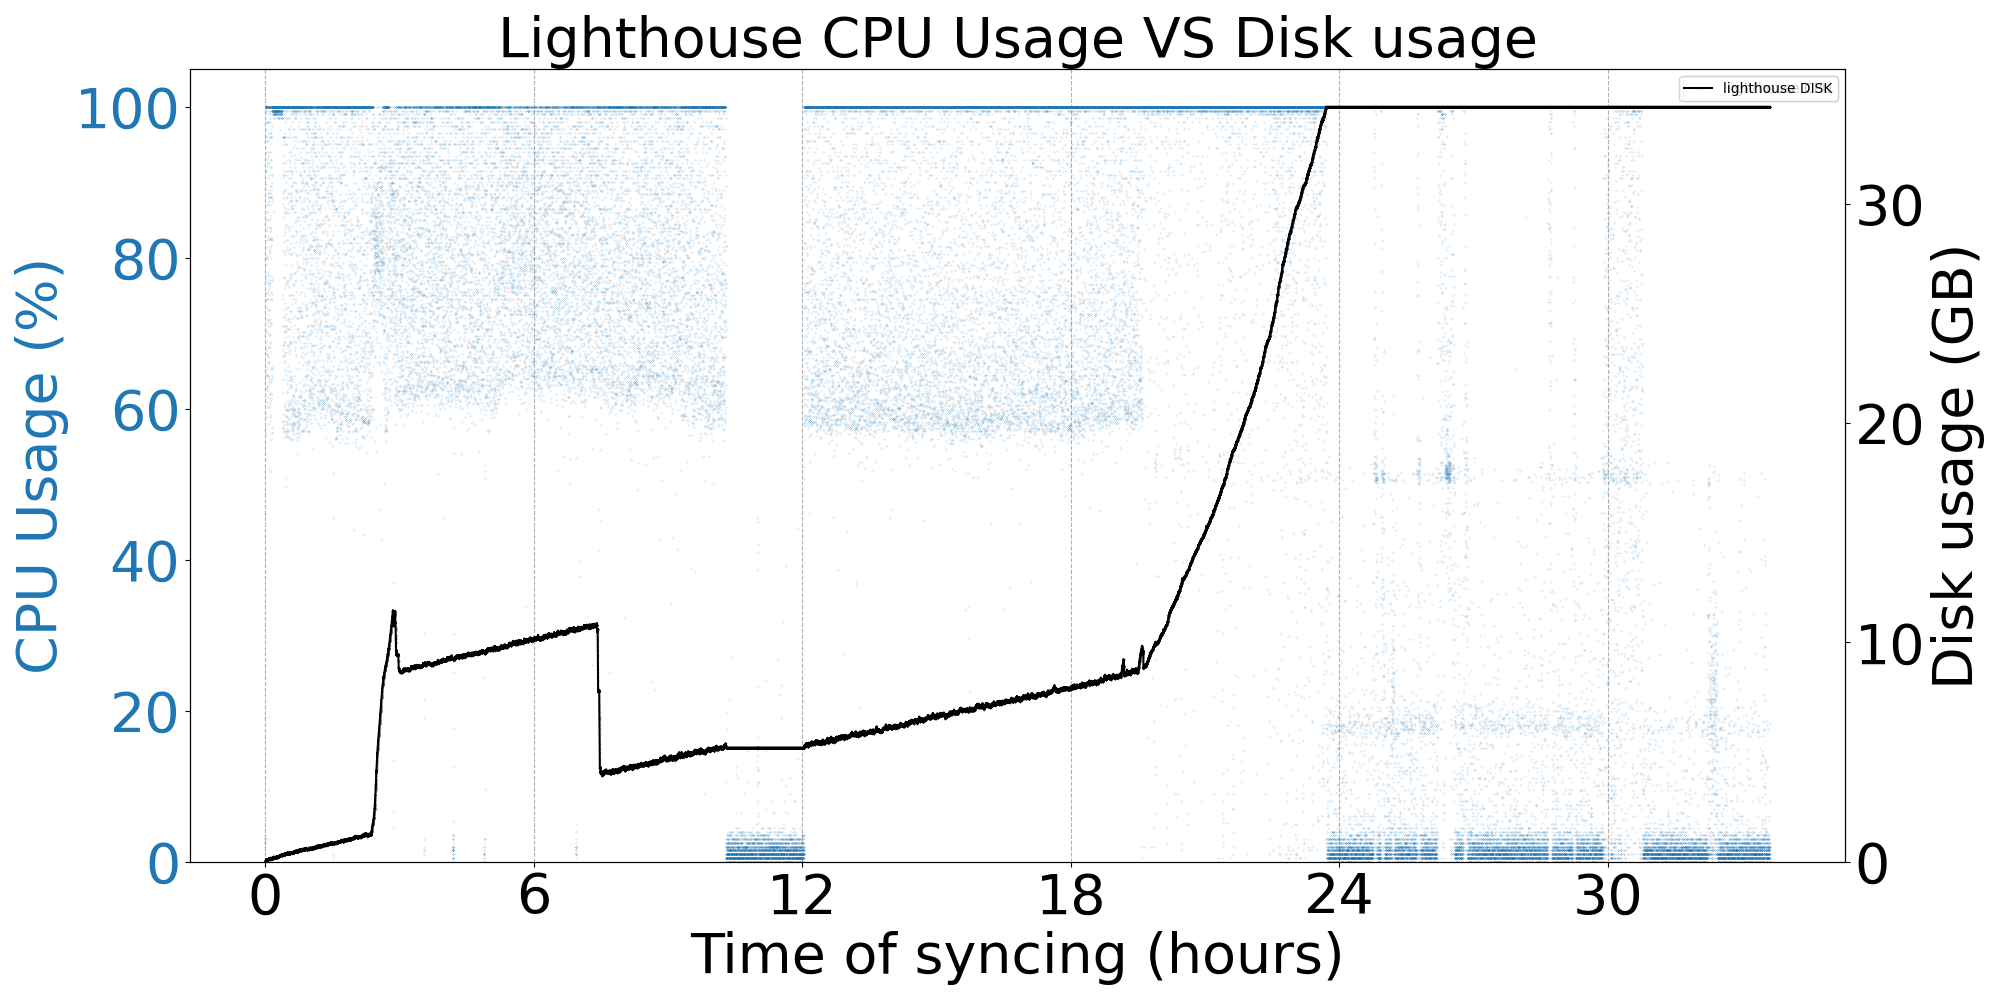 Lighthouse CPU Usage VS Disk usage
lighthouse DISK
CPU Usage (%)
100
80
60
40
20
0
30
20
10
0
Disk usage (GB)
0 6 12 18 24 30
Time of syncing (hours)